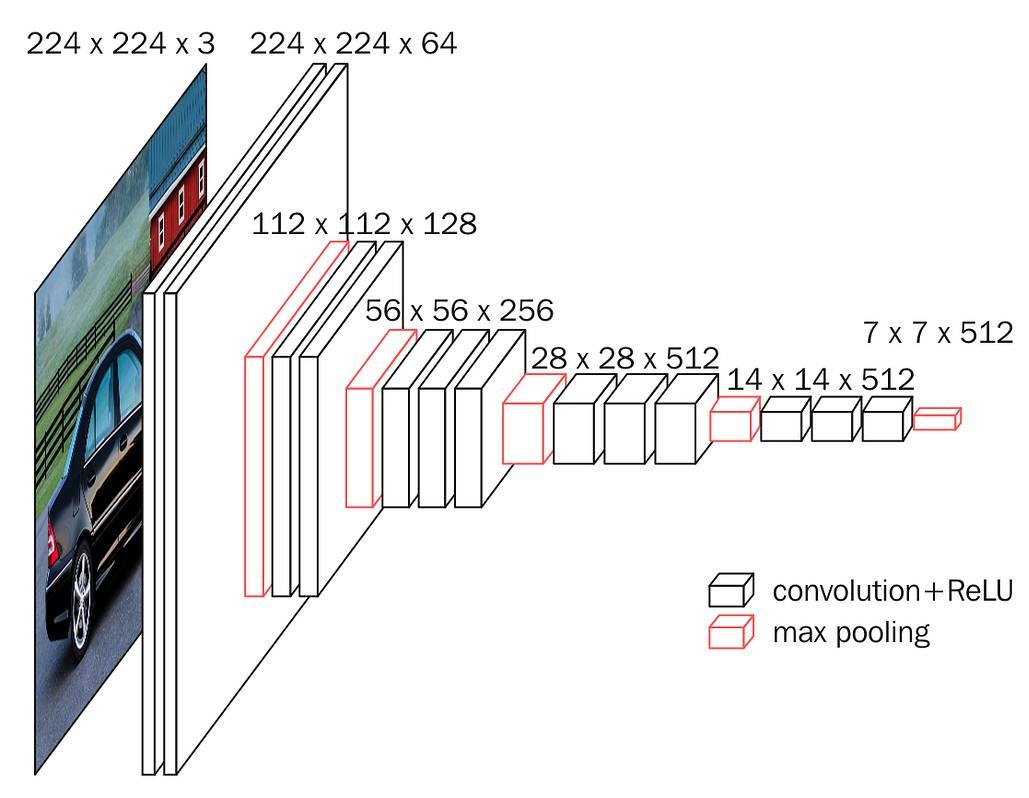 224 x 224 x 3
224 x 224 x 64
112 x 112 x 128
56 x 56 x 256
28 x 28 x 512
14 x 14 x 512
7 x 7 x 512
convolution+ReLU
max pooling